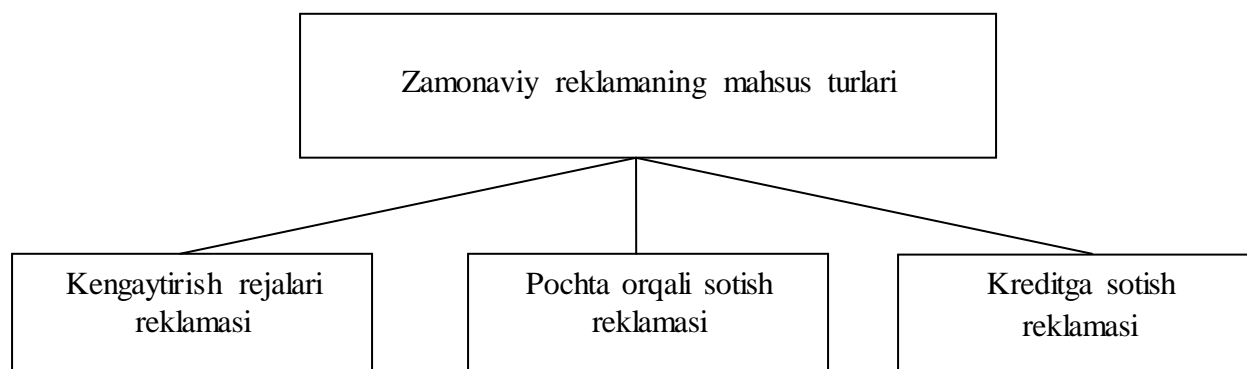 Zamonaviy reklamaning mahsus turlari
Kengaytirish rejalari
reklamasi
Pochta orqali sotish
reklamasi
Kreditga sotish
reklamasi